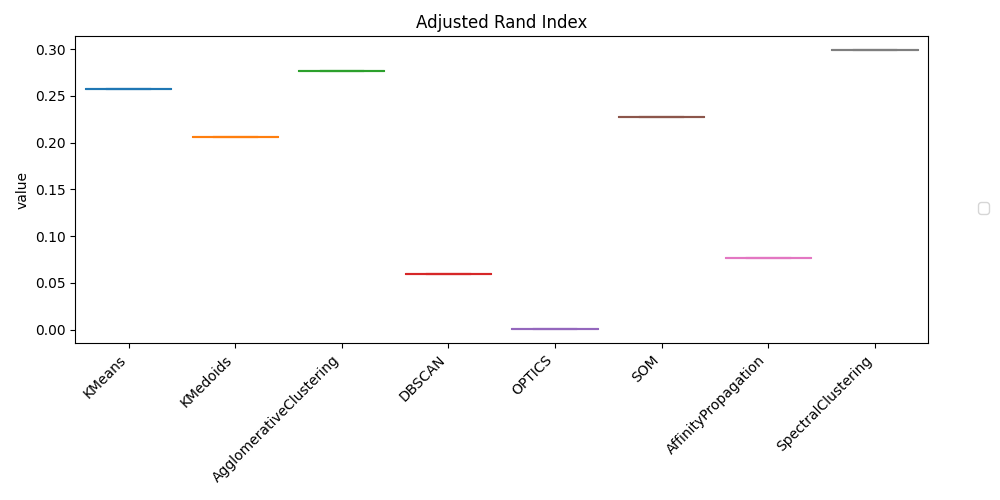 Adjusted Rand Index
value
0.30
0.25
0.20
0.15
0.10
0.05
0.00
KMeans
KMedoids
AgglomerativeClustering
DBSCAN
OPTICS
SOM
AffinityPropagation
SpectralClustering